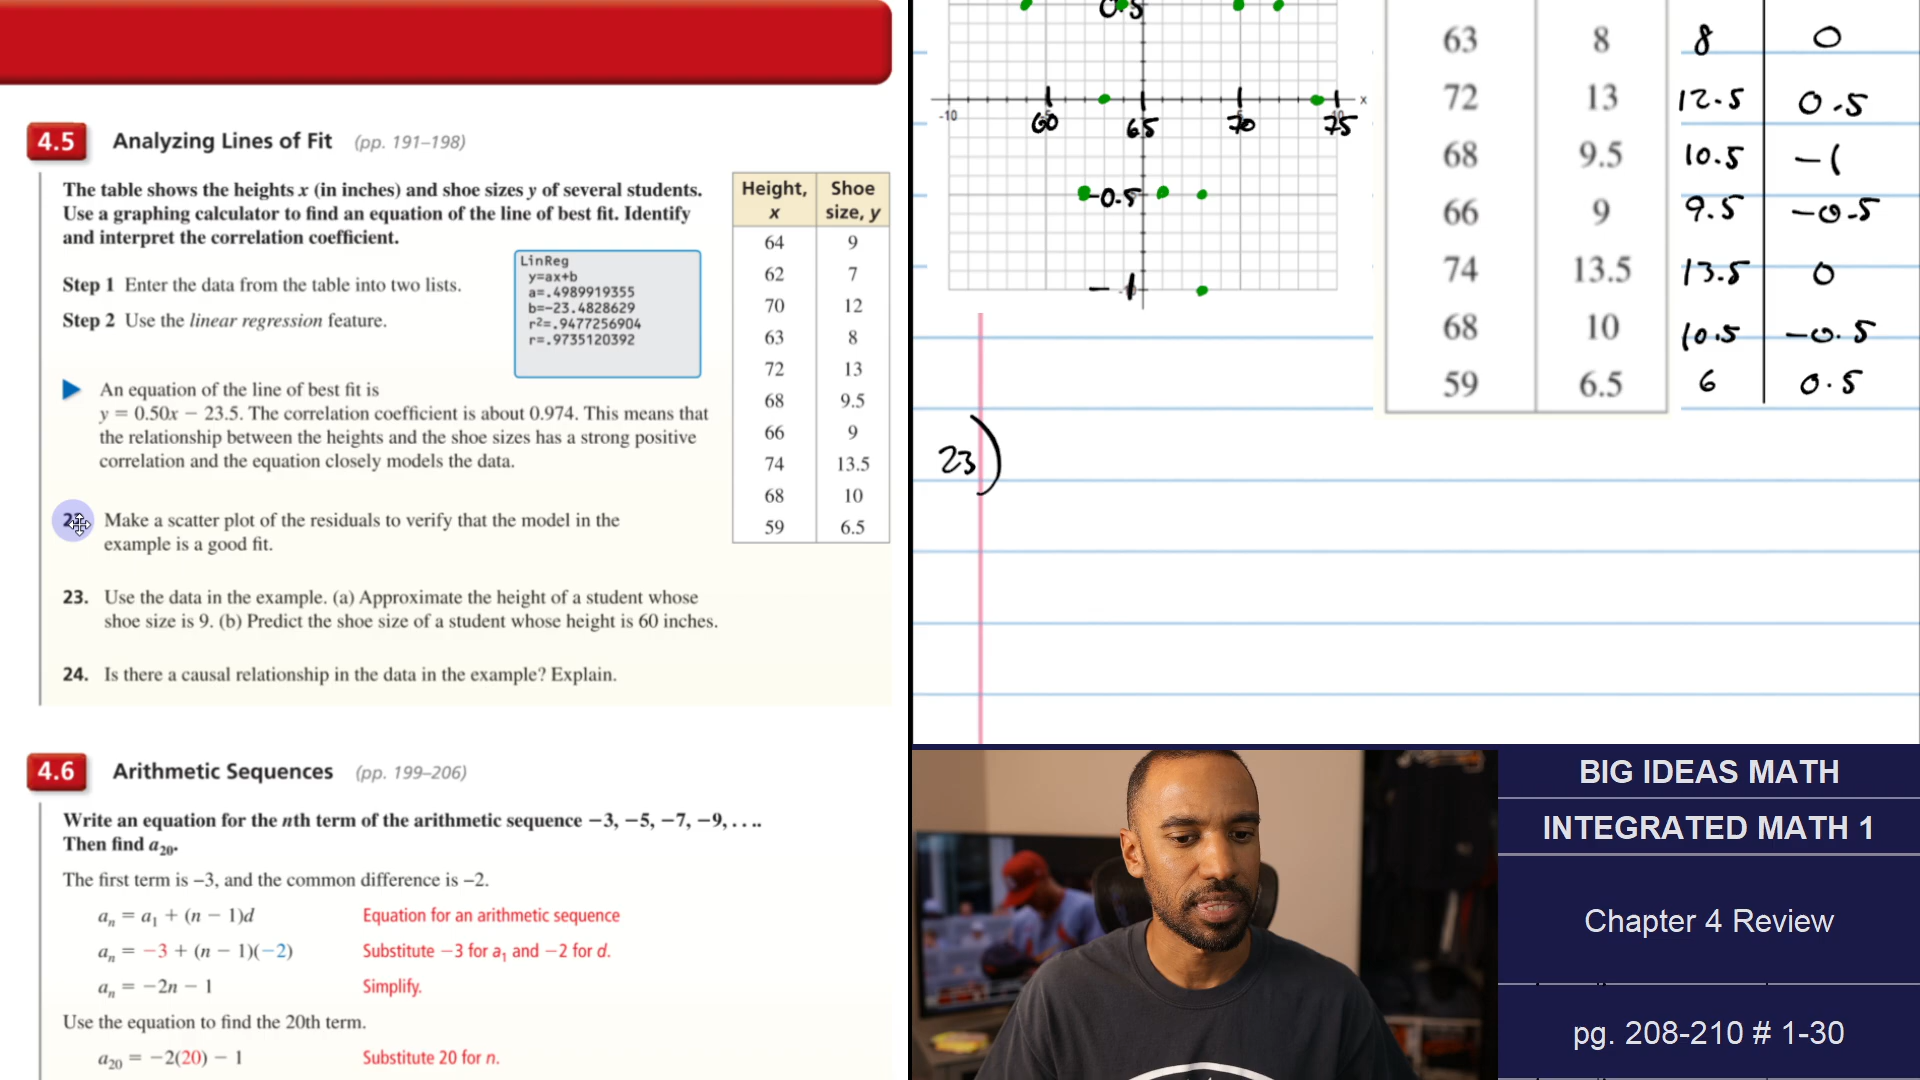 4.5 Analyzing Lines of Fit (pp. 191–198)
The table shows the heights x (in inches) and shoe sizes y of several students.
Use a graphing calculator to find an equation of the line of best fit. Identify
and interpret the correlation coefficient.
Step 1 Enter the data from the table into two lists.
Step 2 Use the linear regression feature.
LinReg
y=ax+b
a=.4989919355
b=-23.4828629
r²=.9477256904
r=.9735120392
An equation of the line of best fit is
y = 0.50x − 23.5. The correlation coefficient is about 0.974. This means that
the relationship between the heights and the shoe sizes has a strong positive
correlation and the equation closely models the data.
Height, x Shoe size, y
64 9
62 7
70 12
63 8
72 13
68 9.5
66 9
74 13.5
68 10
59 6.5
Make a scatter plot of the residuals to verify that the model in the
example is a good fit.
23. Use the data in the example. (a) Approximate the height of a student whose
shoe size is 9. (b) Predict the shoe size of a student whose height is 60 inches.
24. Is there a causal relationship in the data in the example? Explain.
4.6 Arithmetic Sequences (pp. 199–206)
Write an equation for the nth term of the arithmetic sequence −3, −5, −7, −9, . . ..
Then find a₂₀.
The first term is −3, and the common difference is −2.
aₙ = a₁ + (n − 1)d Equation for an arithmetic sequence
aₙ = −3 + (n − 1)(−2) Substitute −3 for a₁ and −2 for d.
aₙ = −2n − 1 Simplify.
Use the equation to find the 20th term.
a₂₀ = −2(20) − 1 Substitute 20 for n.
0.5
-10 x
60 65 70 75
-0.5
-1
63 8 8 0
72 13 12.5 0.5
68 9.5 10.5 -1
66 9 9.5 -0.5
74 13.5 13.5 0
68 10 10.5 -0.5
59 6.5 6 0.5
23)
BIG IDEAS MATH
INTEGRATED MATH 1
Chapter 4 Review
pg. 208-210 # 1-30